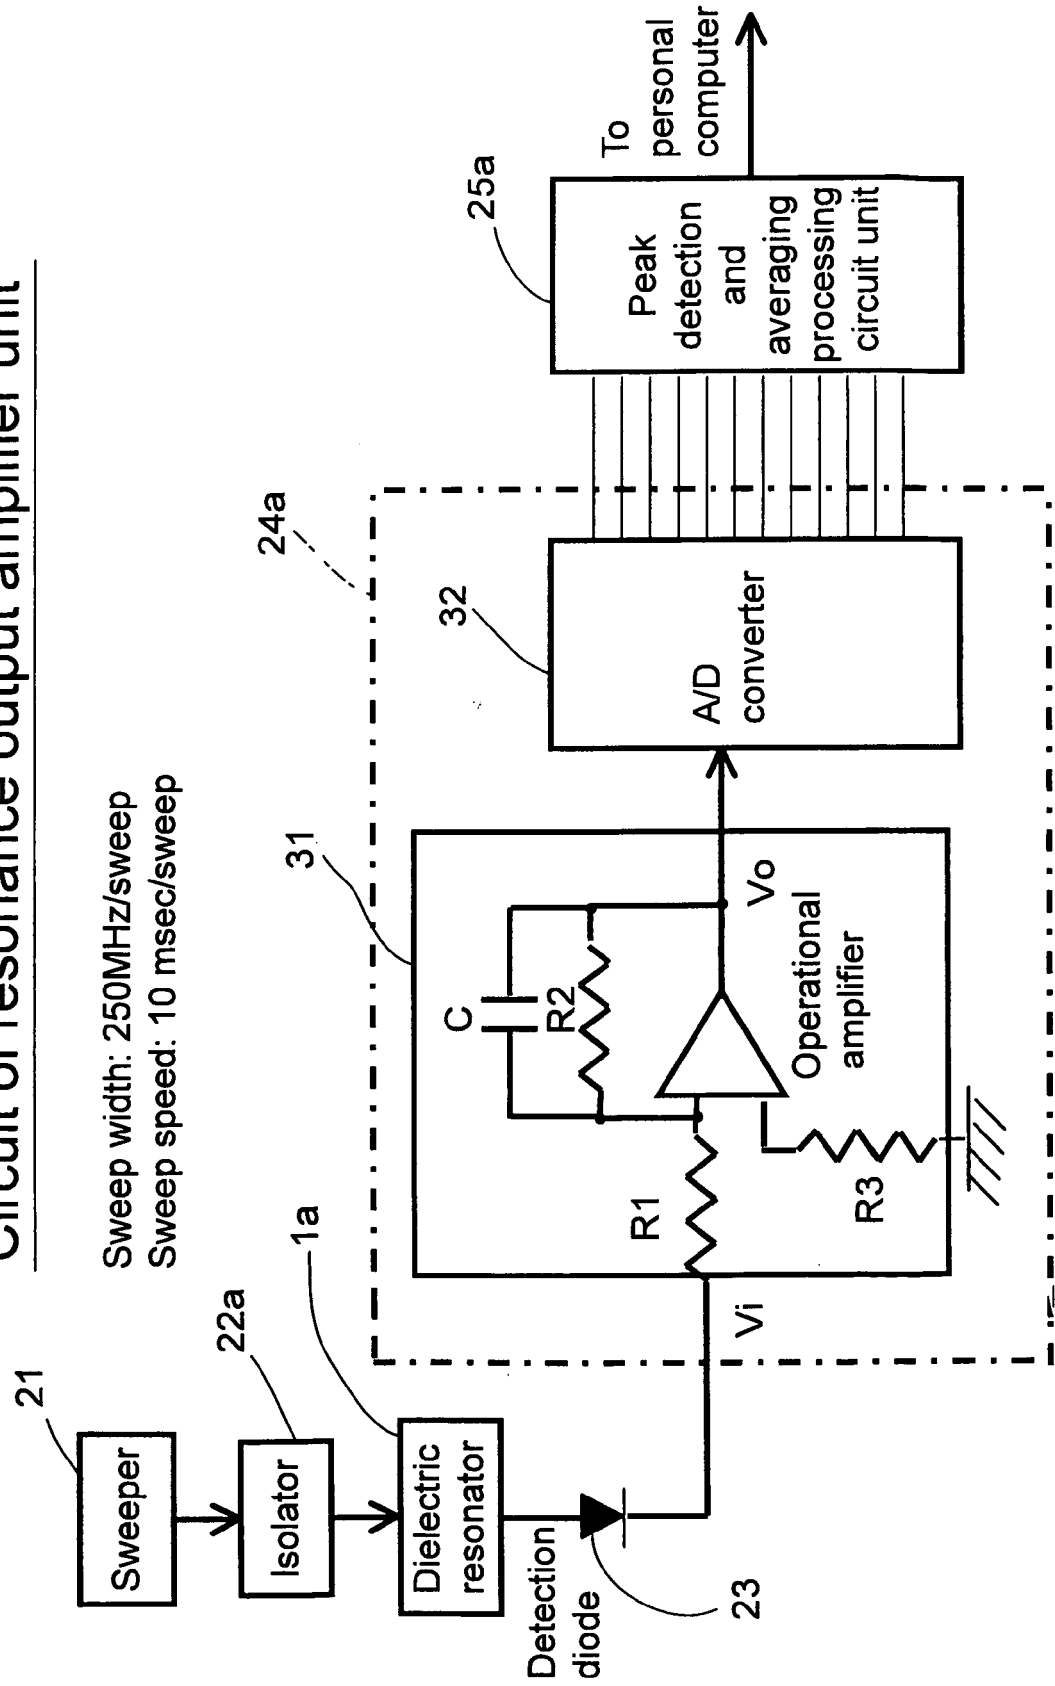 Circuit of resonance output amplifier unit
Sweep width: 250MHz/sweep
Sweep speed: 10 msec/sweep
21
Sweeper
22a
Isolator
1a
Dielectric
resonator
Detection
diode
23
Vi
24a
31
R1
C
R2
R3
Vo
Operational
amplifier
32
A/D
converter
25a
Peak
detection
and
averaging
processing
circuit unit
To
personal
computer